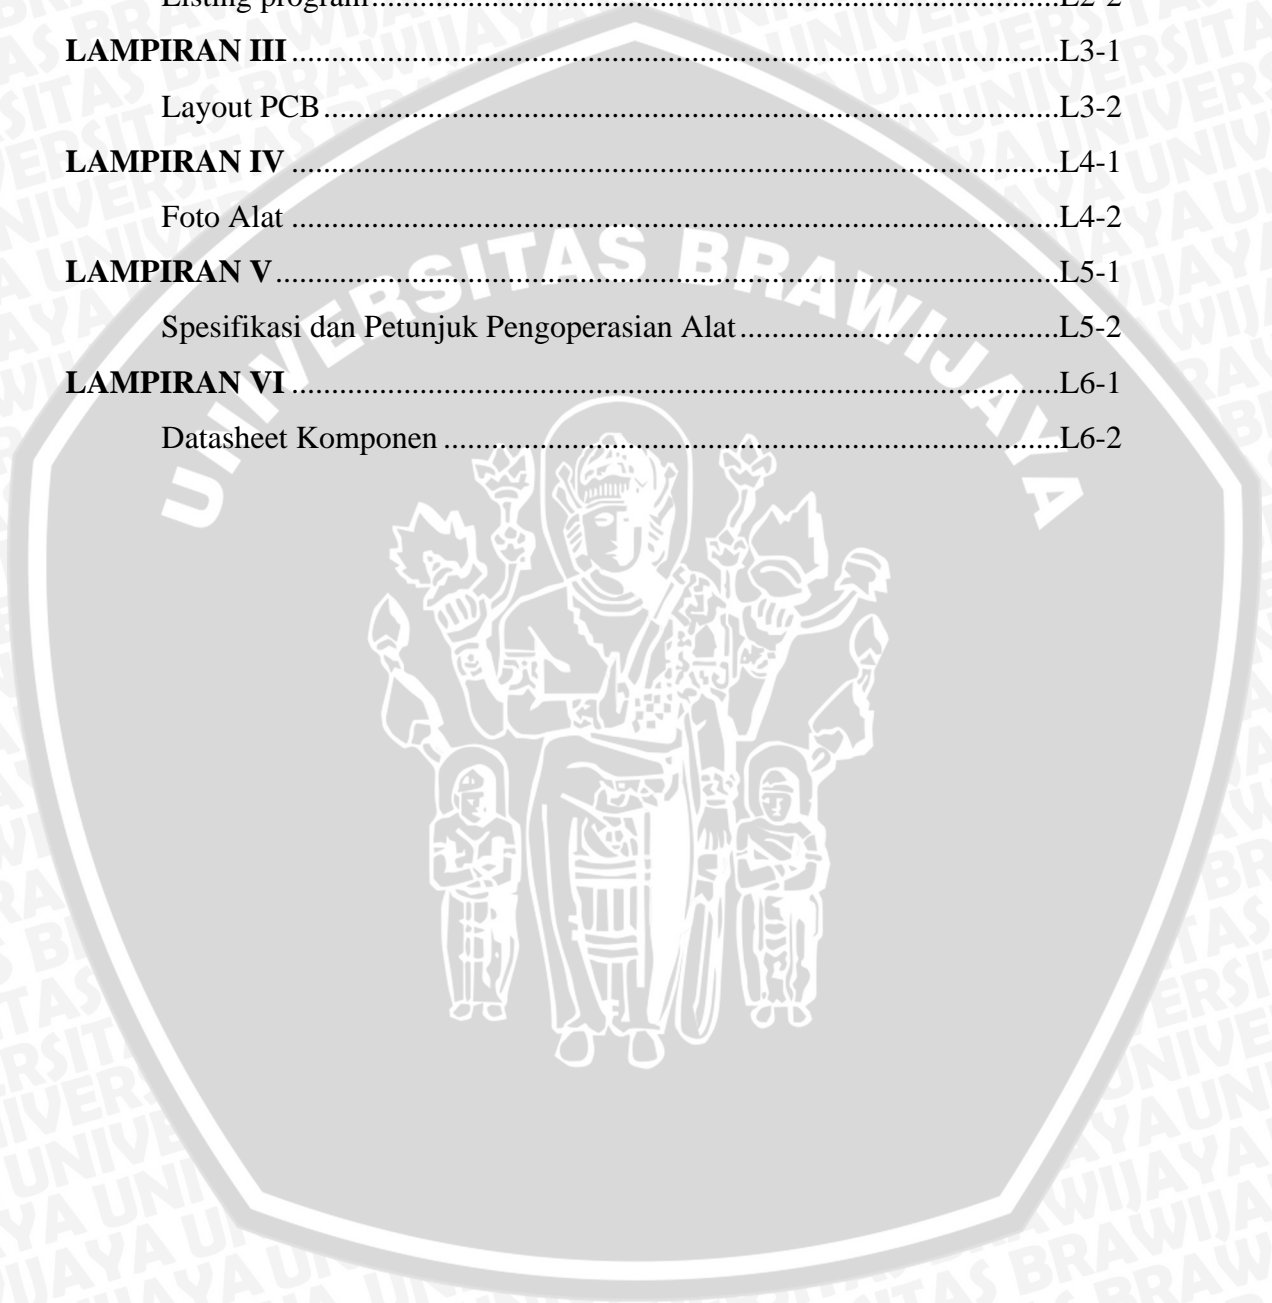 Listing program....................L2-2
LAMPIRAN III....................L3-1
Layout PCB....................L3-2
LAMPIRAN IV....................L4-1
Foto Alat....................L4-2
LAMPIRAN V....................L5-1
Spesifikasi dan Petunjuk Pengoperasian Alat....................L5-2
LAMPIRAN VI....................L6-1
Datasheet Komponen....................L6-2
UNIVERSITAS BRAWIJAYA